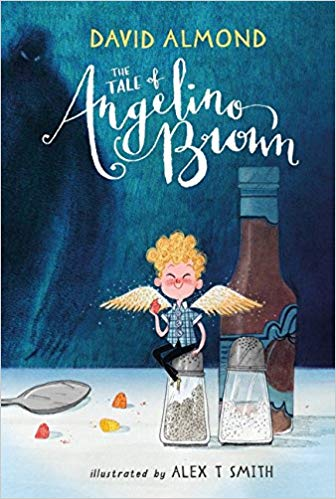 DAVID ALMOND
THE
TALE of
Angelino
Brown
illustrated by ALEX T SMITH